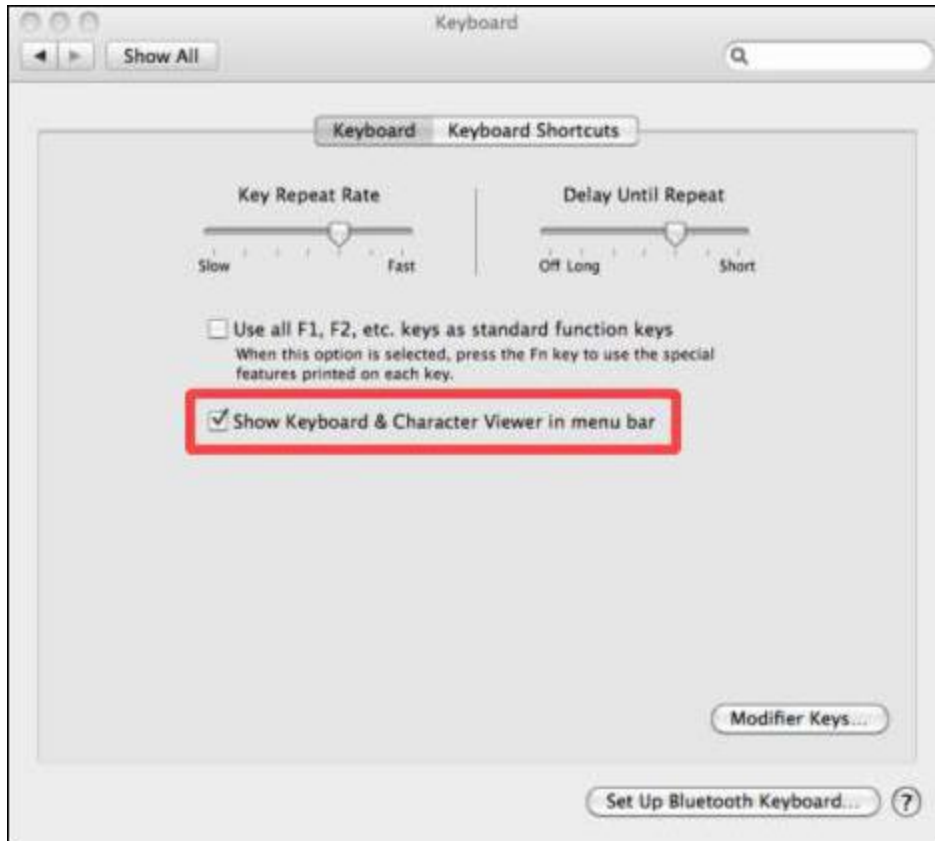 Keyboard
Show All
Keyboard Keyboard Shortcuts
Key Repeat Rate Delay Until Repeat
Slow Fast Off Long Short
Use all F1, F2, etc. keys as standard function keys
When this option is selected, press the Fn key to use the special
features printed on each key.
Show Keyboard & Character Viewer in menu bar
Modifier Keys...
Set Up Bluetooth Keyboard... ?